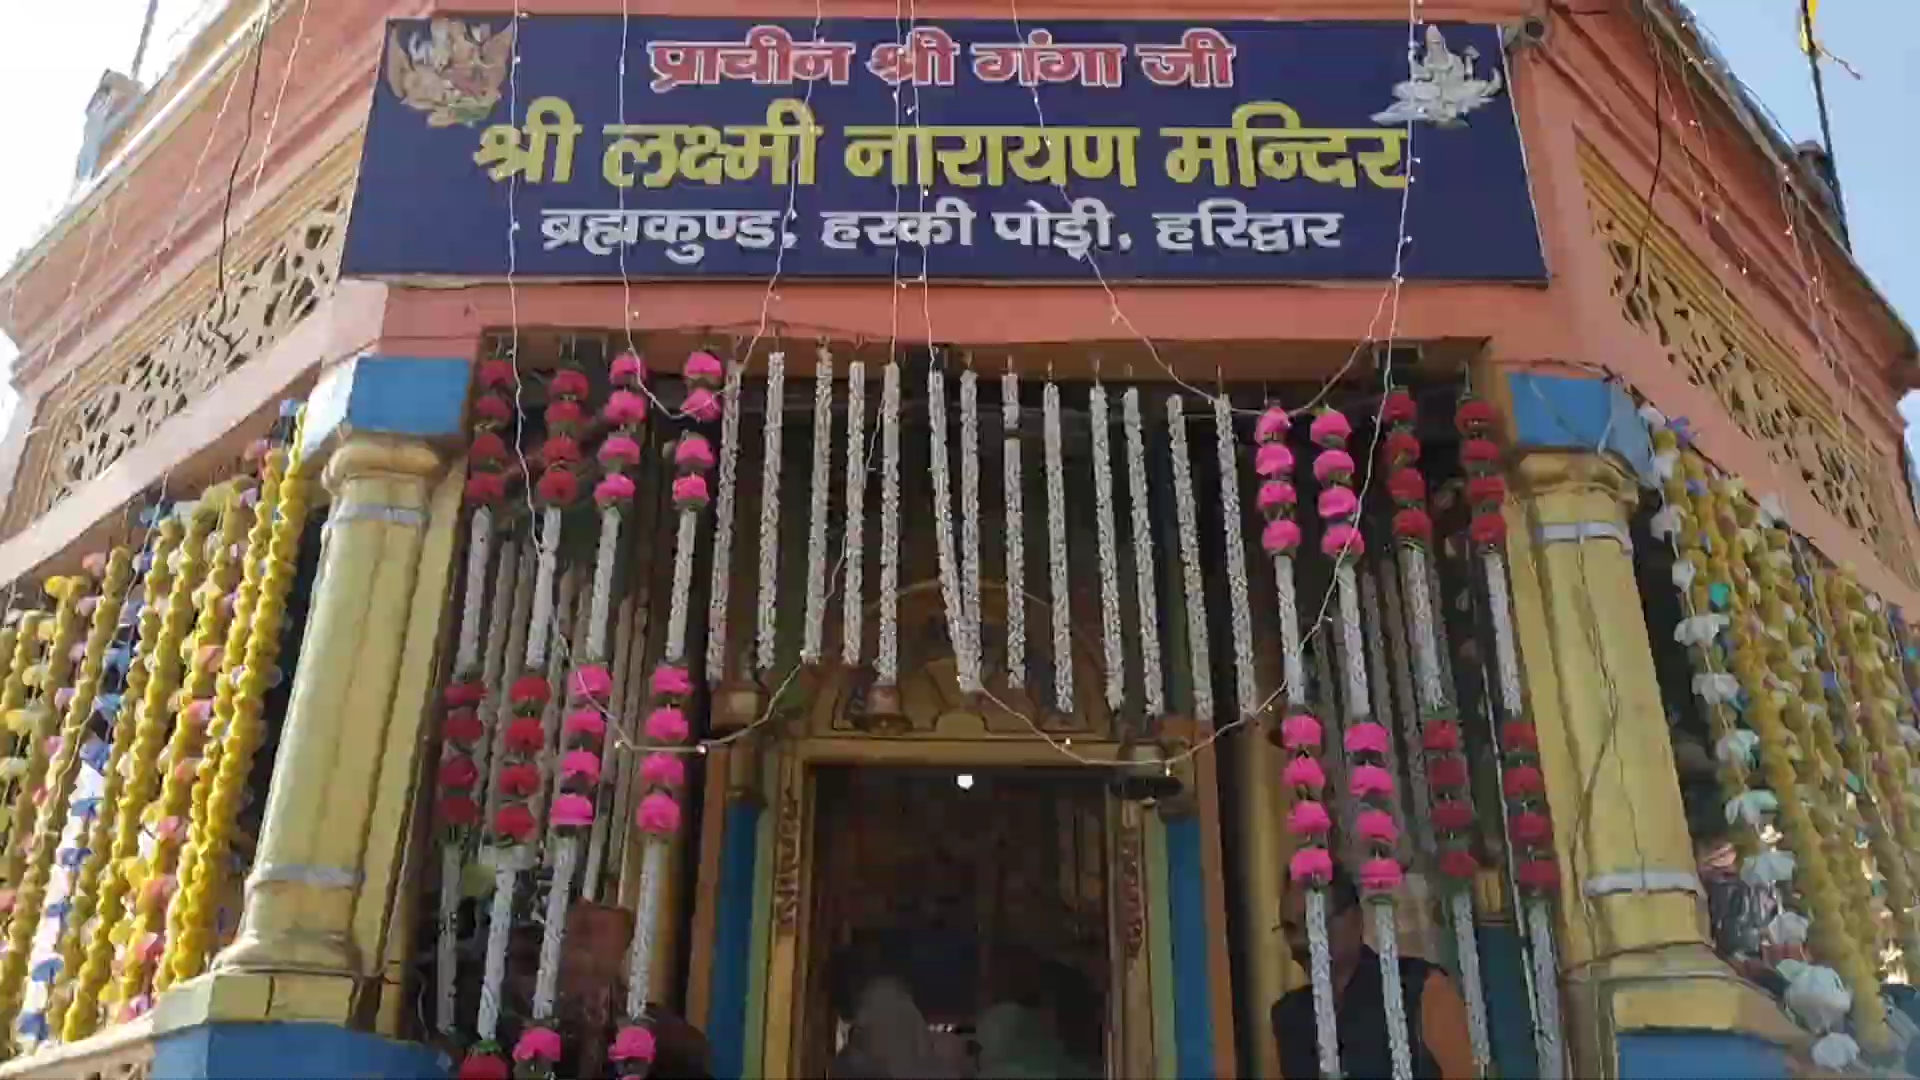 प्राचीन श्री गंगा जी
श्री लक्ष्मी नारायण मन्दिर
ब्रह्मकुण्ड, हरकी पोड़ी, हरिद्वार